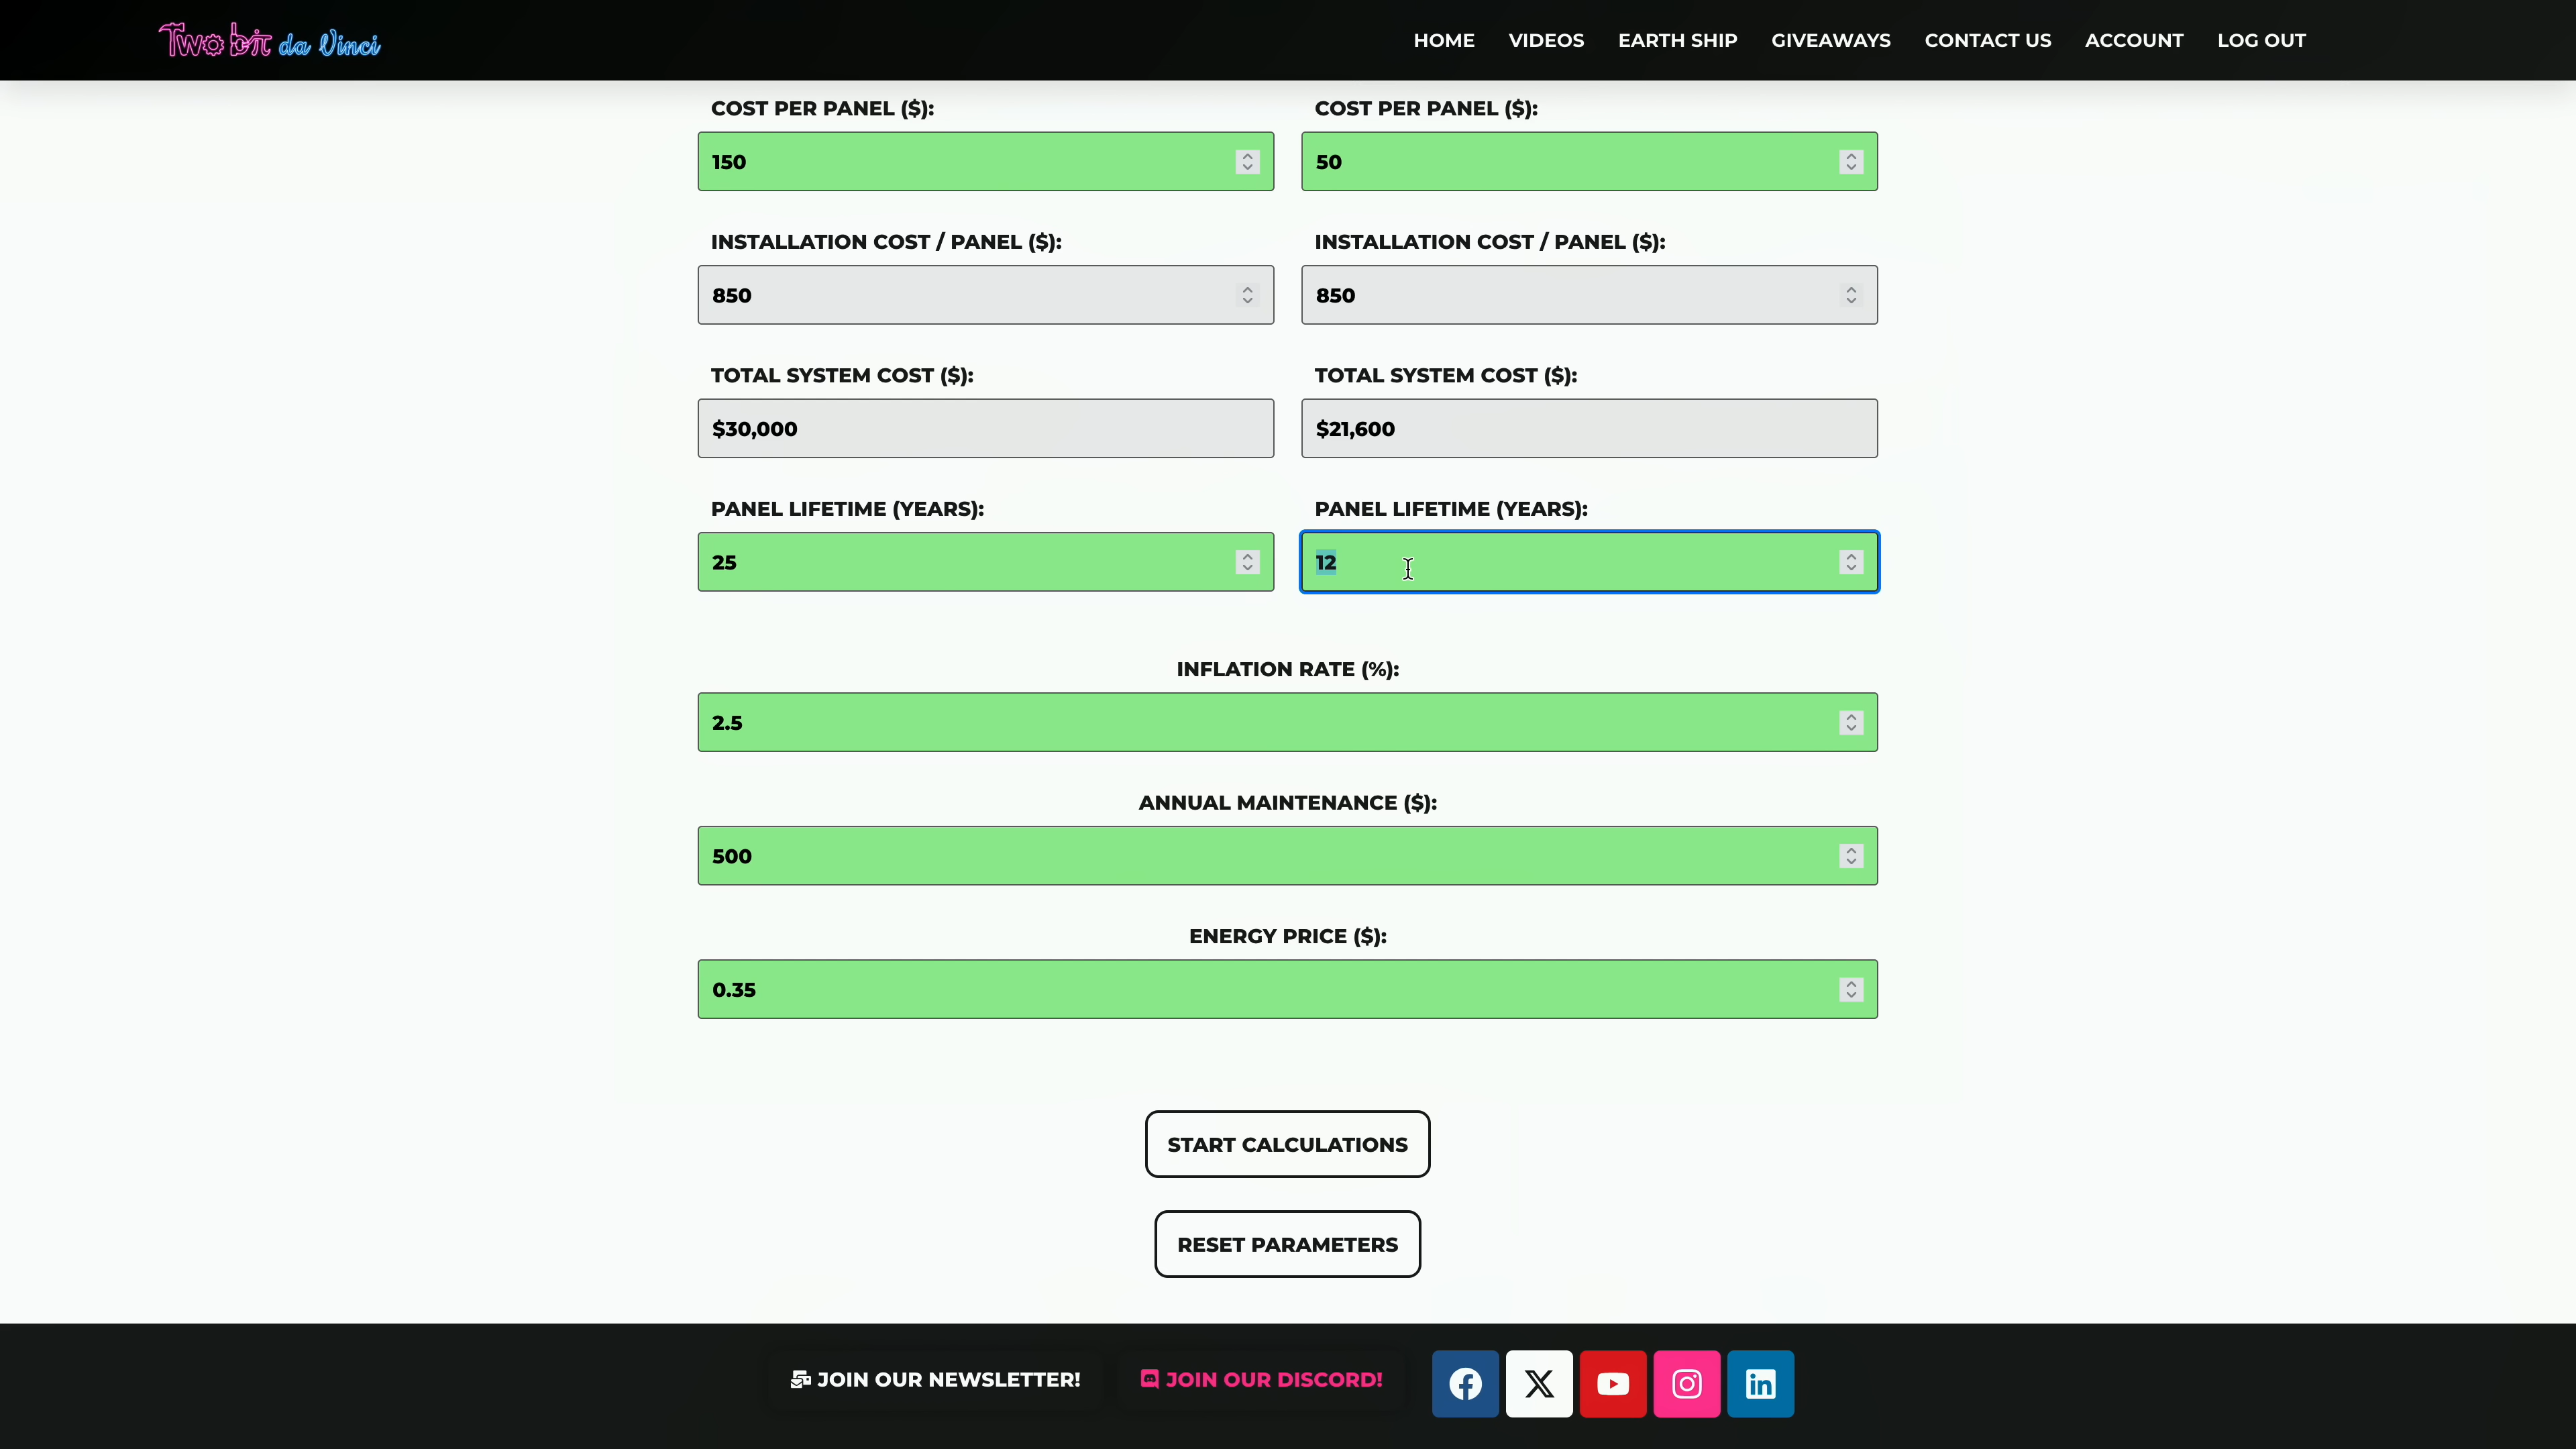 Two bit da Vinci
HOME VIDEOS EARTH SHIP GIVEAWAYS CONTACT US ACCOUNT LOG OUT
COST PER PANEL ($): COST PER PANEL ($):
150 50
INSTALLATION COST / PANEL ($): INSTALLATION COST / PANEL ($):
850 850
TOTAL SYSTEM COST ($): TOTAL SYSTEM COST ($):
$30,000 $21,600
PANEL LIFETIME (YEARS): PANEL LIFETIME (YEARS):
25 12
INFLATION RATE (%):
2.5
ANNUAL MAINTENANCE ($):
500
ENERGY PRICE ($):
0.35
START CALCULATIONS
RESET PARAMETERS
JOIN OUR NEWSLETTER! JOIN OUR DISCORD!